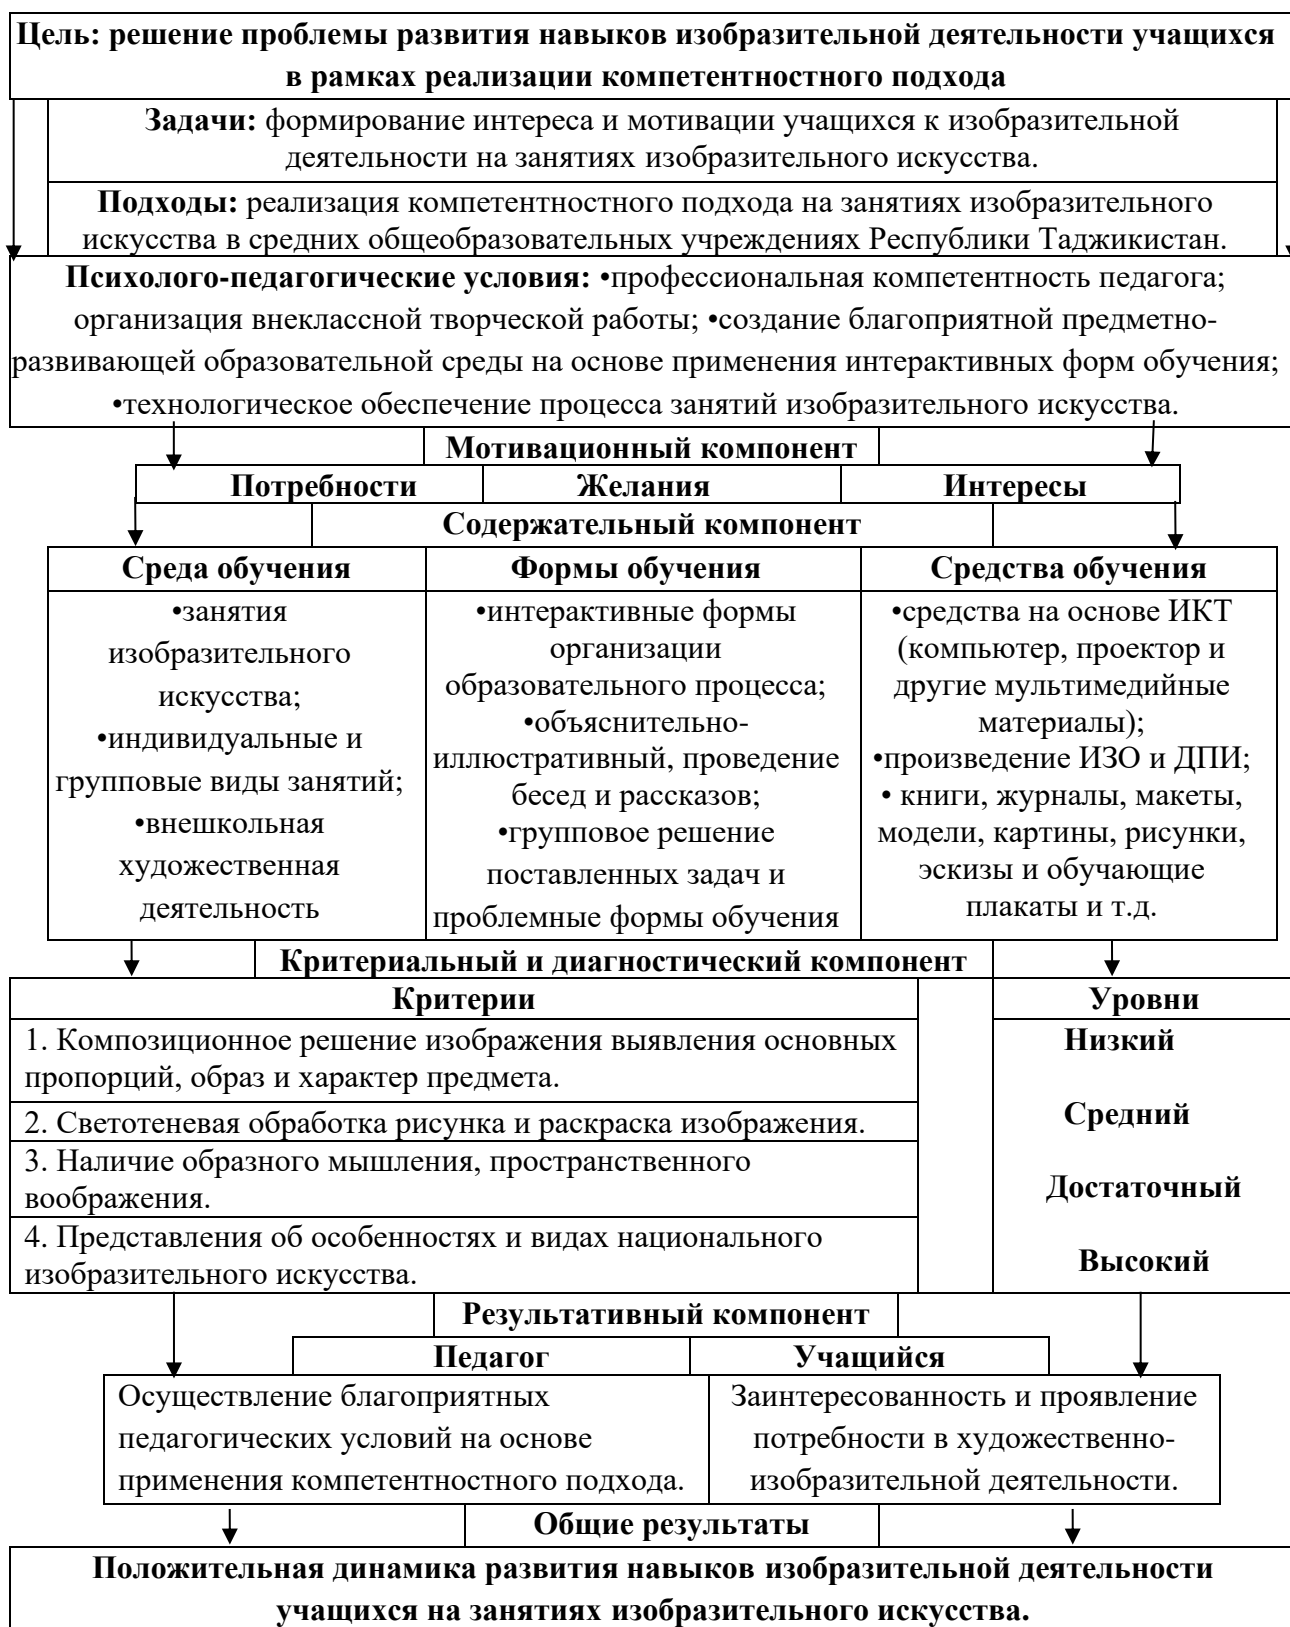 Цель: решение проблемы развития навыков изобразительной деятельности учащихся
в рамках реализации компетентностного подхода
Задачи: формирование интереса и мотивации учащихся к изобразительной
деятельности на занятиях изобразительного искусства.
Подходы: реализация компетентностного подхода на занятиях изобразительного
искусства в средних общеобразовательных учреждениях Республики Таджикистан.
Психолого-педагогические условия: •профессиональная компетентность педагога;
организация внеклассной творческой работы; •создание благоприятной предметно-
развивающей образовательной среды на основе применения интерактивных форм обучения;
•технологическое обеспечение процесса занятий изобразительного искусства.
Мотивационный компонент
Потребности
Желания
Интересы
Содержательный компонент
Среда обучения
•занятия
изобразительного
искусства;
•индивидуальные и
групповые виды занятий;
•внешкольная
художественная
деятельность
Формы обучения
•интерактивные формы
организации
образовательного процесса;
•объяснительно-
иллюстративный, проведение
бесед и рассказов;
•групповое решение
поставленных задач и
проблемные формы обучения
Средства обучения
•средства на основе ИКТ
(компьютер, проектор и
другие мультимедийные
материалы);
•произведение ИЗО и ДПИ;
• книги, журналы, макеты,
модели, картины, рисунки,
эскизы и обучающие
плакаты и т.д.
Критериальный и диагностический компонент
Критерии
1. Композиционное решение изображения выявления основных
пропорций, образ и характер предмета.
2. Светотеневая обработка рисунка и раскраска изображения.
3. Наличие образного мышления, пространственного
воображения.
4. Представления об особенностях и видах национального
изобразительного искусства.
Уровни
Низкий
Средний
Достаточный
Высокий
Результативный компонент
Педагог
Осуществление благоприятных
педагогических условий на основе
применения компетентностного подхода.
Учащийся
Заинтересованность и проявление
потребности в художественно-
изобразительной деятельности.
Общие результаты
Положительная динамика развития навыков изобразительной деятельности
учащихся на занятиях изобразительного искусства.